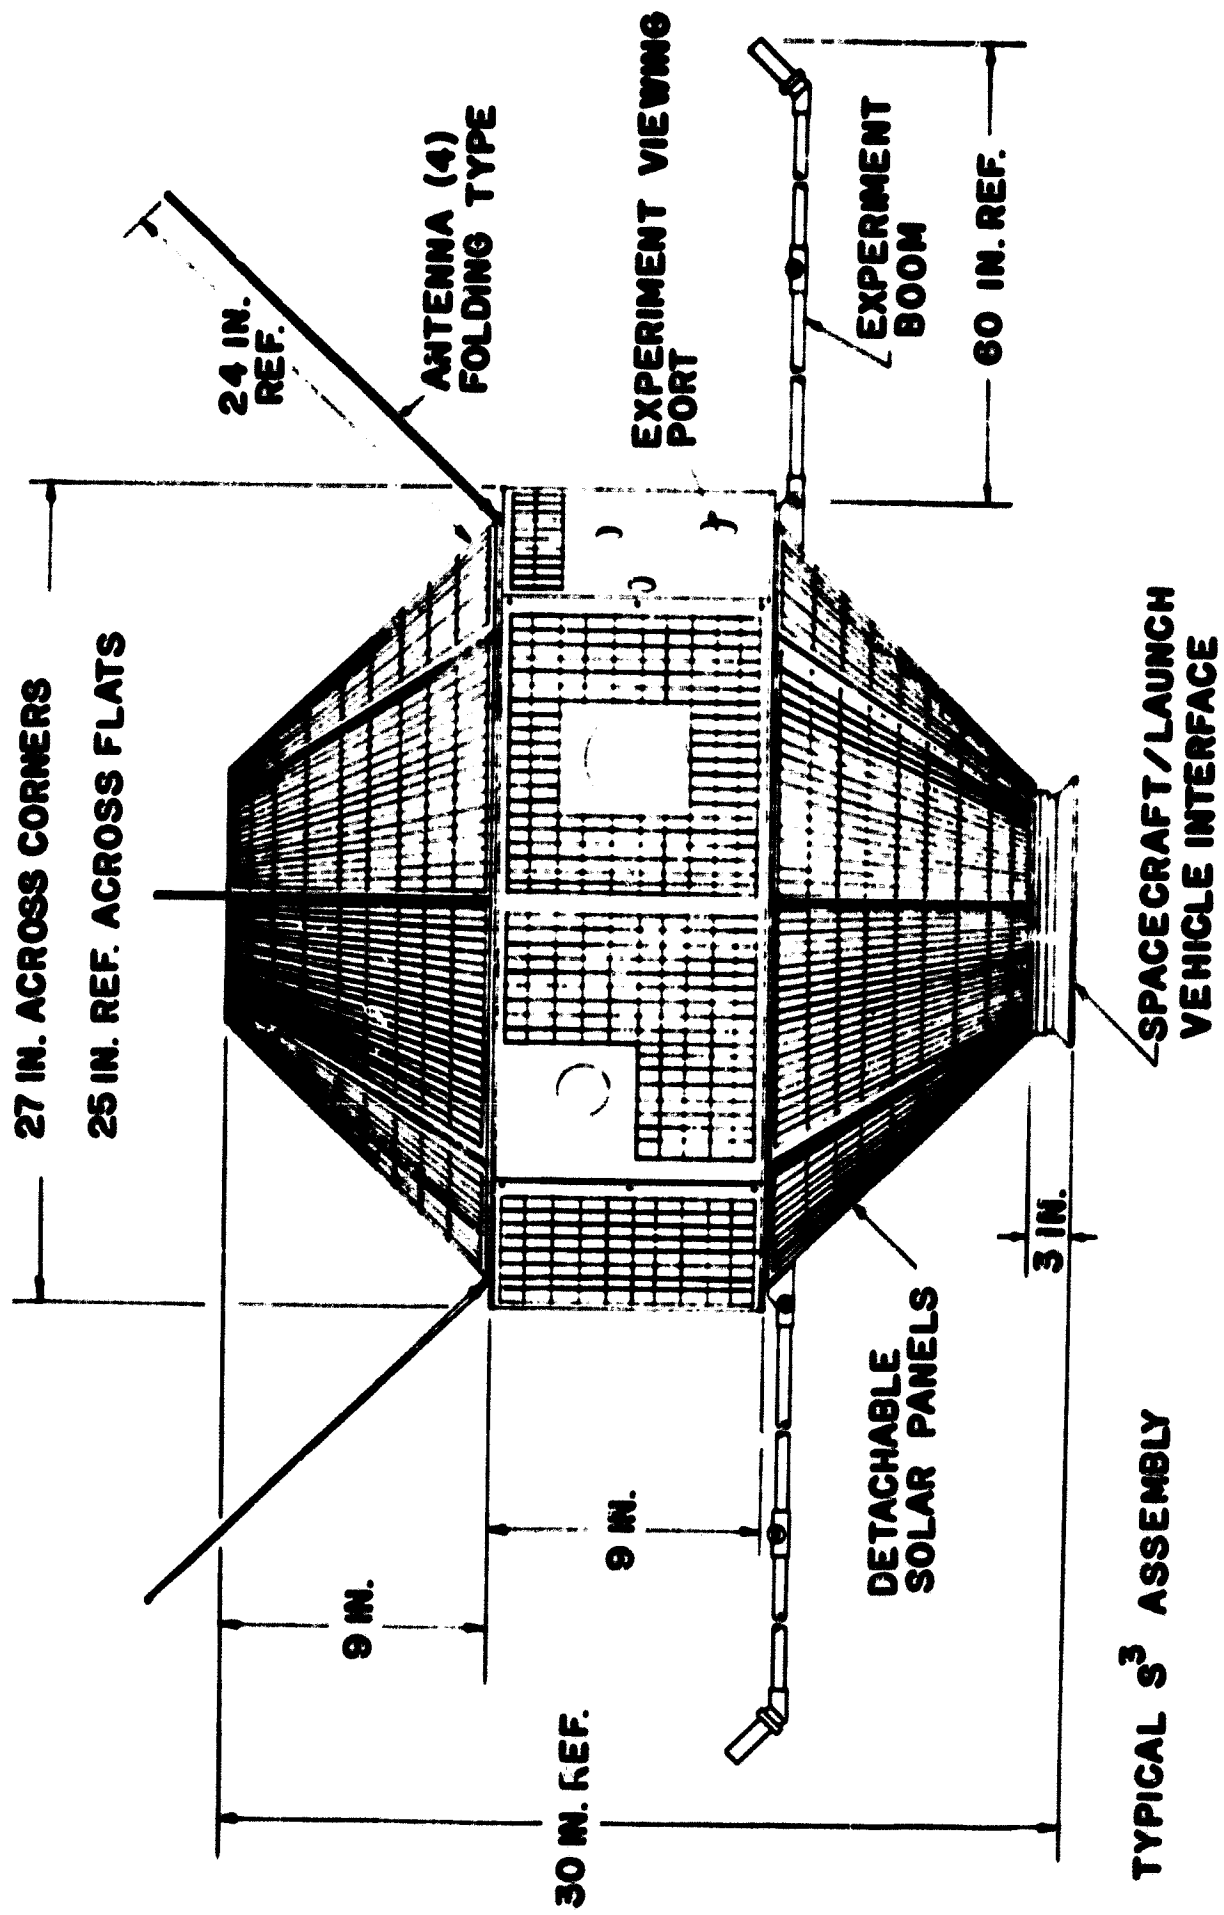 27 IN. ACROSS CORNERS
25 IN. REF. ACROSS FLATS
24 IN.
REF.
ANTENNA (4)
FOLDING TYPE
EXPERIMENT VIEWING
PORT
EXPERIMENT
BOOM
60 IN. REF.
9 IN.
9 IN.
30 IN. REF.
DETACHABLE
SOLAR PANELS
3 IN.
SPACECRAFT/LAUNCH
VEHICLE INTERFACE
TYPICAL S³ ASSEMBLY